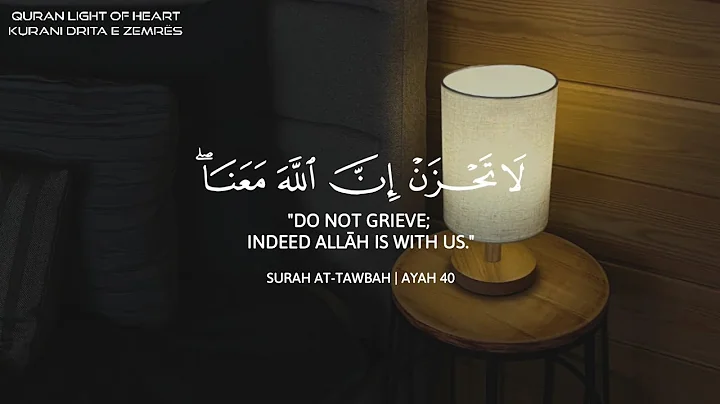 QURAN LIGHT OF HEART
KURANI DRITA E ZEMRËS
لَا تَحۡزَنۡ إِنَّ ٱللَّهَ مَعَنَاۖ
"DO NOT GRIEVE;
INDEED ALLĀH IS WITH US."
SURAH AT-TAWBAH | AYAH 40